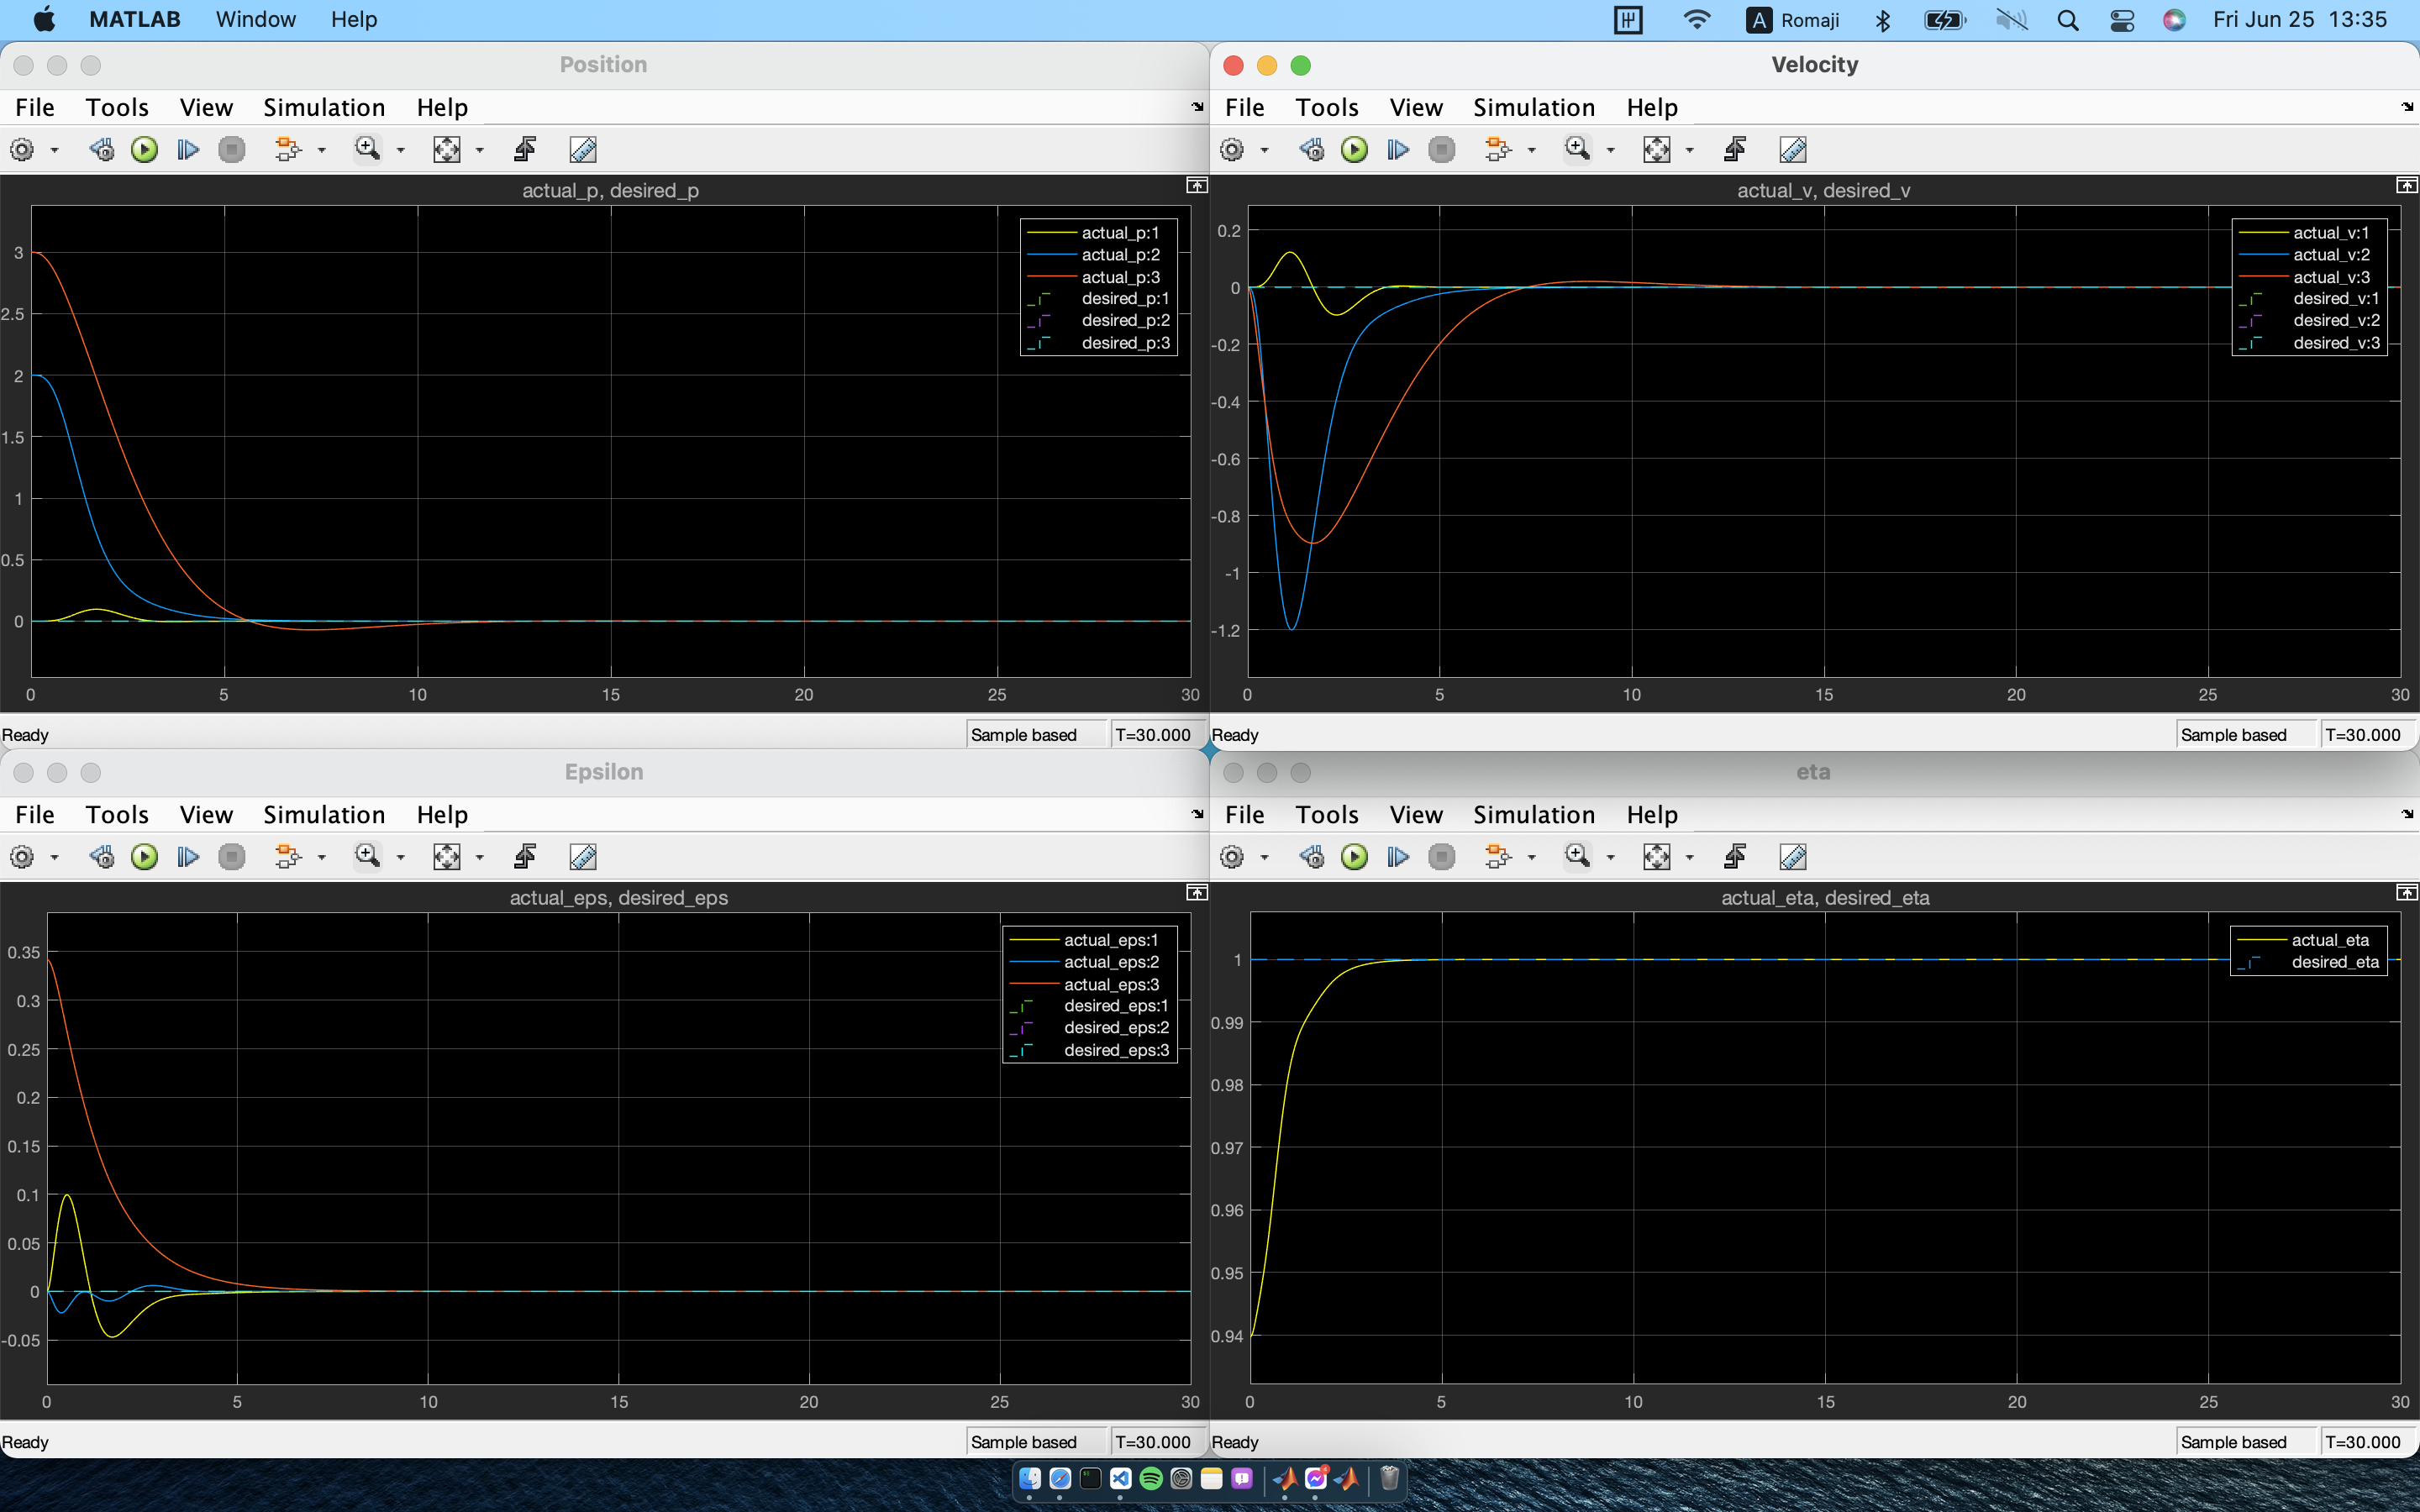 MATLAB Window Help A Romaji Fri Jun 25 13:35
Position
File Tools View Simulation Help
actual_p, desired_p
actual_p:1
actual_p:2
actual_p:3
desired_p:1
desired_p:2
desired_p:3
3
2.5
2
1.5
1
0.5
0
0 5 10 15 20 25 30
Ready Sample based T=30.000
Velocity
File Tools View Simulation Help
actual_v, desired_v
actual_v:1
actual_v:2
actual_v:3
desired_v:1
desired_v:2
desired_v:3
0.2
0
-0.2
-0.4
-0.6
-0.8
-1
-1.2
0 5 10 15 20 25 30
Ready Sample based T=30.000
Epsilon
File Tools View Simulation Help
actual_eps, desired_eps
actual_eps:1
actual_eps:2
actual_eps:3
desired_eps:1
desired_eps:2
desired_eps:3
0.35
0.3
0.25
0.2
0.15
0.1
0.05
0
-0.05
0 5 10 15 20 25 30
Ready Sample based T=30.000
eta
File Tools View Simulation Help
actual_eta, desired_eta
actual_eta
desired_eta
1
0.99
0.98
0.97
0.96
0.95
0.94
0 5 10 15 20 25 30
Ready Sample based T=30.000